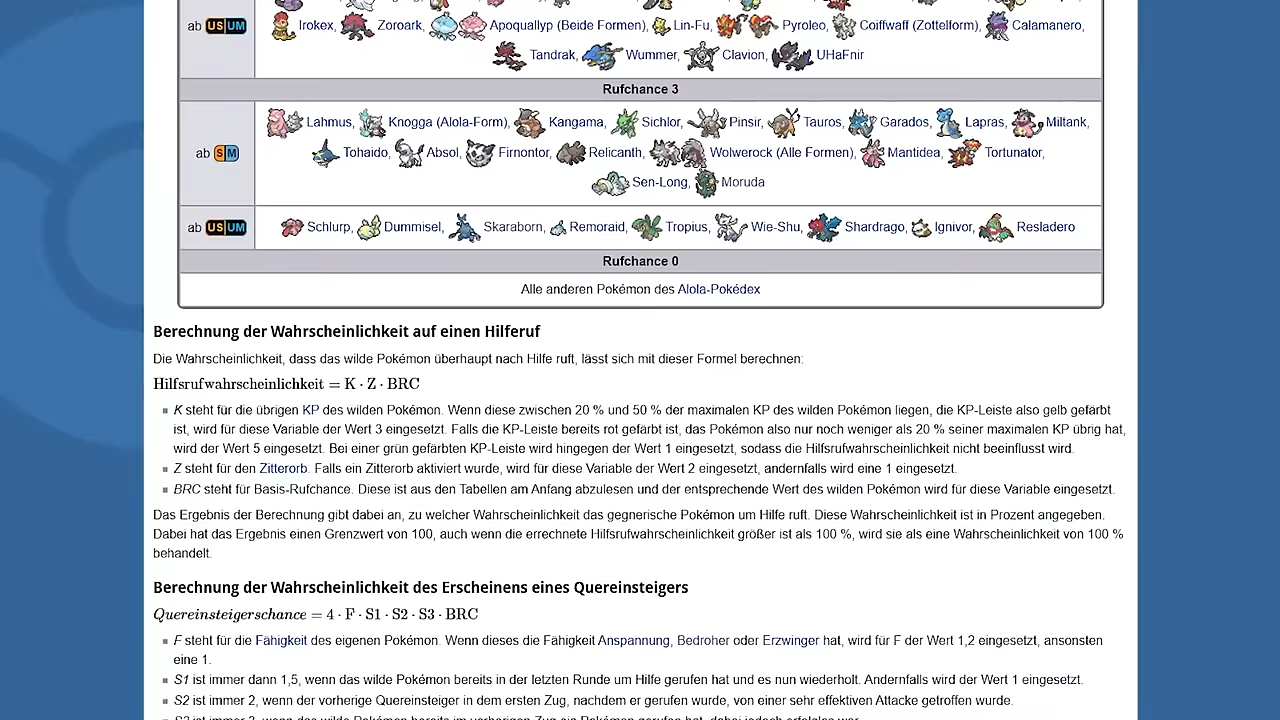 ab US UM Irokex, Zoroark, Apoquallyp (Beide Formen), Lin-Fu, Pyroleo, Coiffwaff (Zottelform), Calamanero,
Tandrak, Wummer, Clavion, UHaFnir
Rufchance 3
Lahmus, Knogga (Alola-Form), Kangama, Sichlor, Pinsir, Tauros, Garados, Lapras, Miltank,
ab S M Tohaido, Absol, Firnontor, Relicanth, Wolwerock (Alle Formen), Mantidea, Tortunator,
Sen-Long, Moruda
ab US UM Schlurp, Dummisel, Skaraborn, Remoraid, Tropius, Wie-Shu, Shardrago, Ignivor, Resladero
Rufchance 0
Alle anderen Pokémon des Alola-Pokédex
Berechnung der Wahrscheinlichkeit auf einen Hilferuf
Die Wahrscheinlichkeit, dass das wilde Pokémon überhaupt nach Hilfe ruft, lässt sich mit dieser Formel berechnen:
Hilfsrufwahrscheinlichkeit = K · Z · BRC
K steht für die übrigen KP des wilden Pokémon. Wenn diese zwischen 20 % und 50 % der maximalen KP des wilden Pokémon liegen, die KP-Leiste also gelb gefärbt
ist, wird für diese Variable der Wert 3 eingesetzt. Falls die KP-Leiste bereits rot gefärbt ist, das Pokémon also nur noch weniger als 20 % seiner maximalen KP übrig hat,
wird der Wert 5 eingesetzt. Bei einer grün gefärbten KP-Leiste wird hingegen der Wert 1 eingesetzt, sodass die Hilfsrufwahrscheinlichkeit nicht beeinflusst wird.
Z steht für den Zitterorb. Falls ein Zitterorb aktiviert wurde, wird für diese Variable der Wert 2 eingesetzt, andernfalls wird eine 1 eingesetzt.
BRC steht für Basis-Rufchance. Diese ist aus den Tabellen am Anfang abzulesen und der entsprechende Wert des wilden Pokémon wird für diese Variable eingesetzt.
Das Ergebnis der Berechnung gibt dabei an, zu welcher Wahrscheinlichkeit das gegnerische Pokémon um Hilfe ruft. Diese Wahrscheinlichkeit ist in Prozent angegeben.
Dabei hat das Ergebnis einen Grenzwert von 100, auch wenn die errechnete Hilfsrufwahrscheinlichkeit größer ist als 100 %, wird sie als eine Wahrscheinlichkeit von 100 %
behandelt.
Berechnung der Wahrscheinlichkeit des Erscheinens eines Quereinsteigers
Quereinsteigerschance = 4 · F · S1 · S2 · S3 · BRC
F steht für die Fähigkeit des eigenen Pokémon. Wenn dieses die Fähigkeit Anspannung, Bedroher oder Erzwinger hat, wird für F der Wert 1,2 eingesetzt, ansonsten
eine 1.
S1 ist immer dann 1,5, wenn das wilde Pokémon bereits in der letzten Runde um Hilfe gerufen hat und es nun wiederholt. Andernfalls wird der Wert 1 eingesetzt.
S2 ist immer 2, wenn der vorherige Quereinsteiger in dem ersten Zug, nachdem er gerufen wurde, von einer sehr effektiven Attacke getroffen wurde.